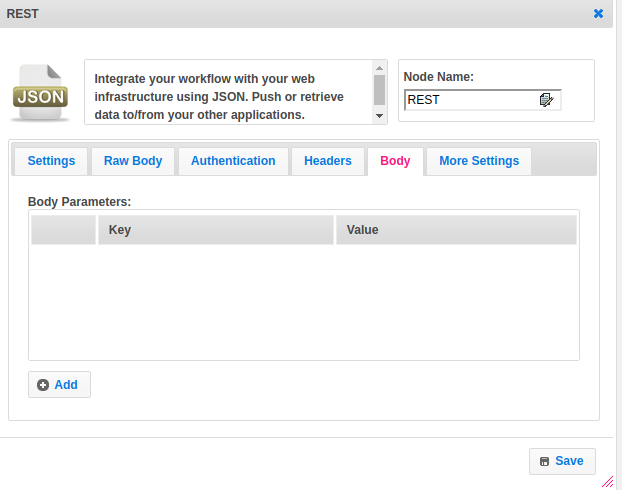 REST
JSON
Integrate your workflow with your web
infrastructure using JSON. Push or retrieve
data to/from your other applications.
Node Name:
REST
Settings
Raw Body
Authentication
Headers
Body
More Settings
Body Parameters:
Key
Value
Add
Save